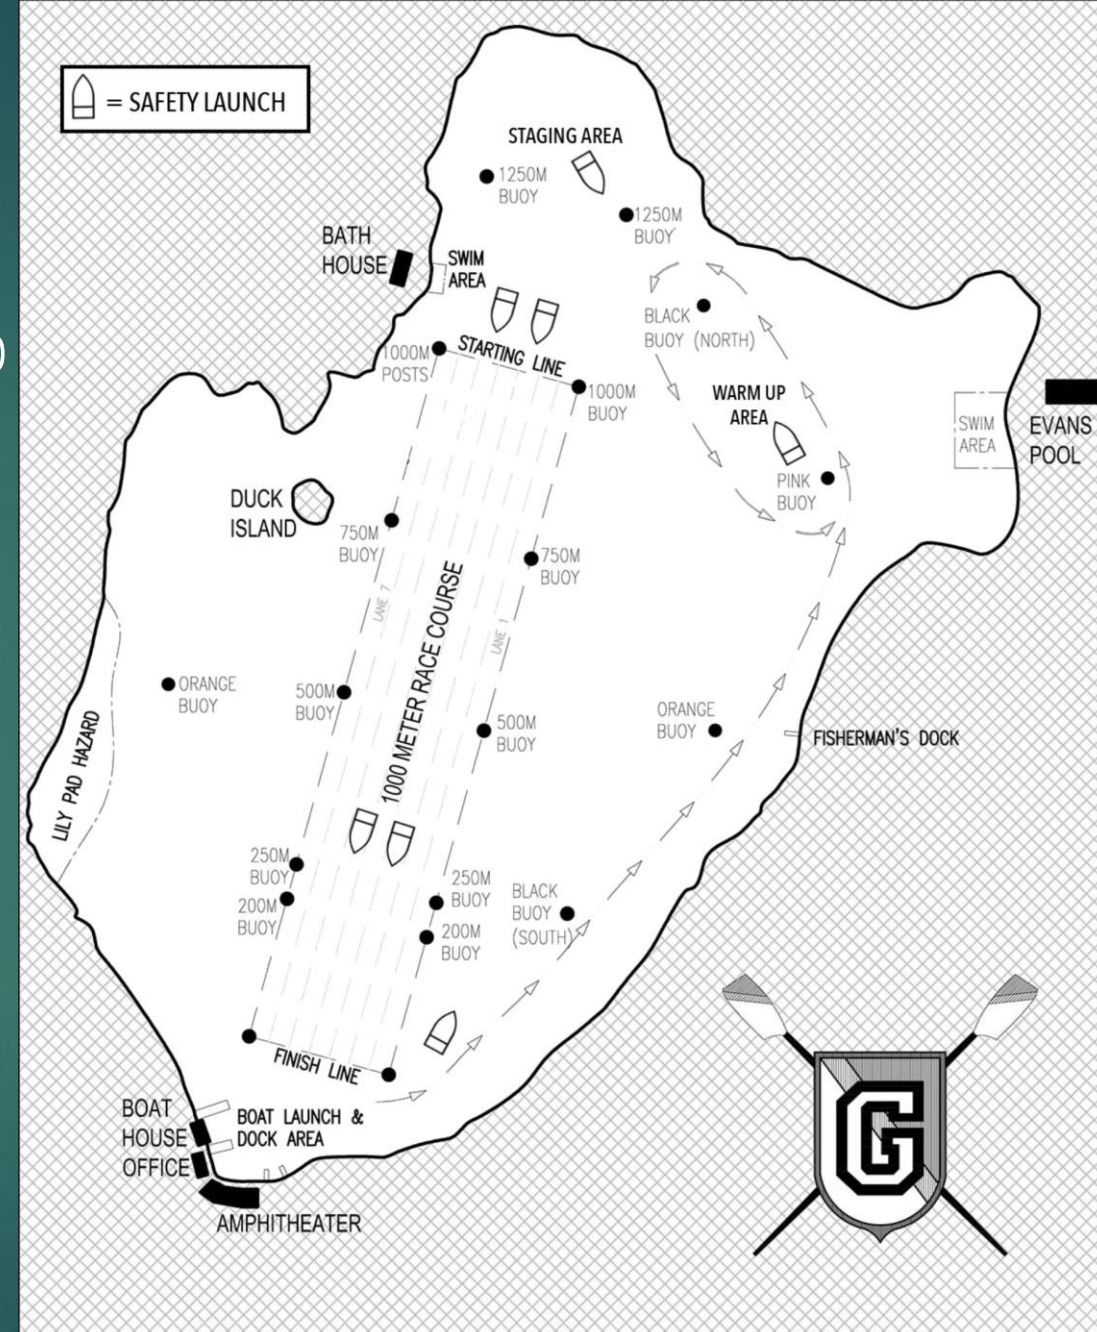 )
= SAFETY LAUNCH
STAGING AREA
1250M
BUOY
1250M
BUOY
BATH
HOUSE
SWIM
AREA
BLACK
BUOY (NORTH)
STARTING LINE
1000M
POSTS
1000M
BUOY
WARM UP
AREA
SWIM
AREA
EVANS
POOL
PINK
BUOY
DUCK
ISLAND
750M
BUOY
750M
BUOY
LANE 7
LANE 1
1000 METER RACE COURSE
ORANGE
BUOY
500M
BUOY
500M
BUOY
ORANGE
BUOY
FISHERMAN'S DOCK
LILY PAD HAZARD
250M
BUOY
200M
BUOY
250M
BUOY
200M
BUOY
BLACK
BUOY
(SOUTH)
FINISH LINE
BOAT
HOUSE
OFFICE
BOAT LAUNCH &
DOCK AREA
AMPHITHEATER
G